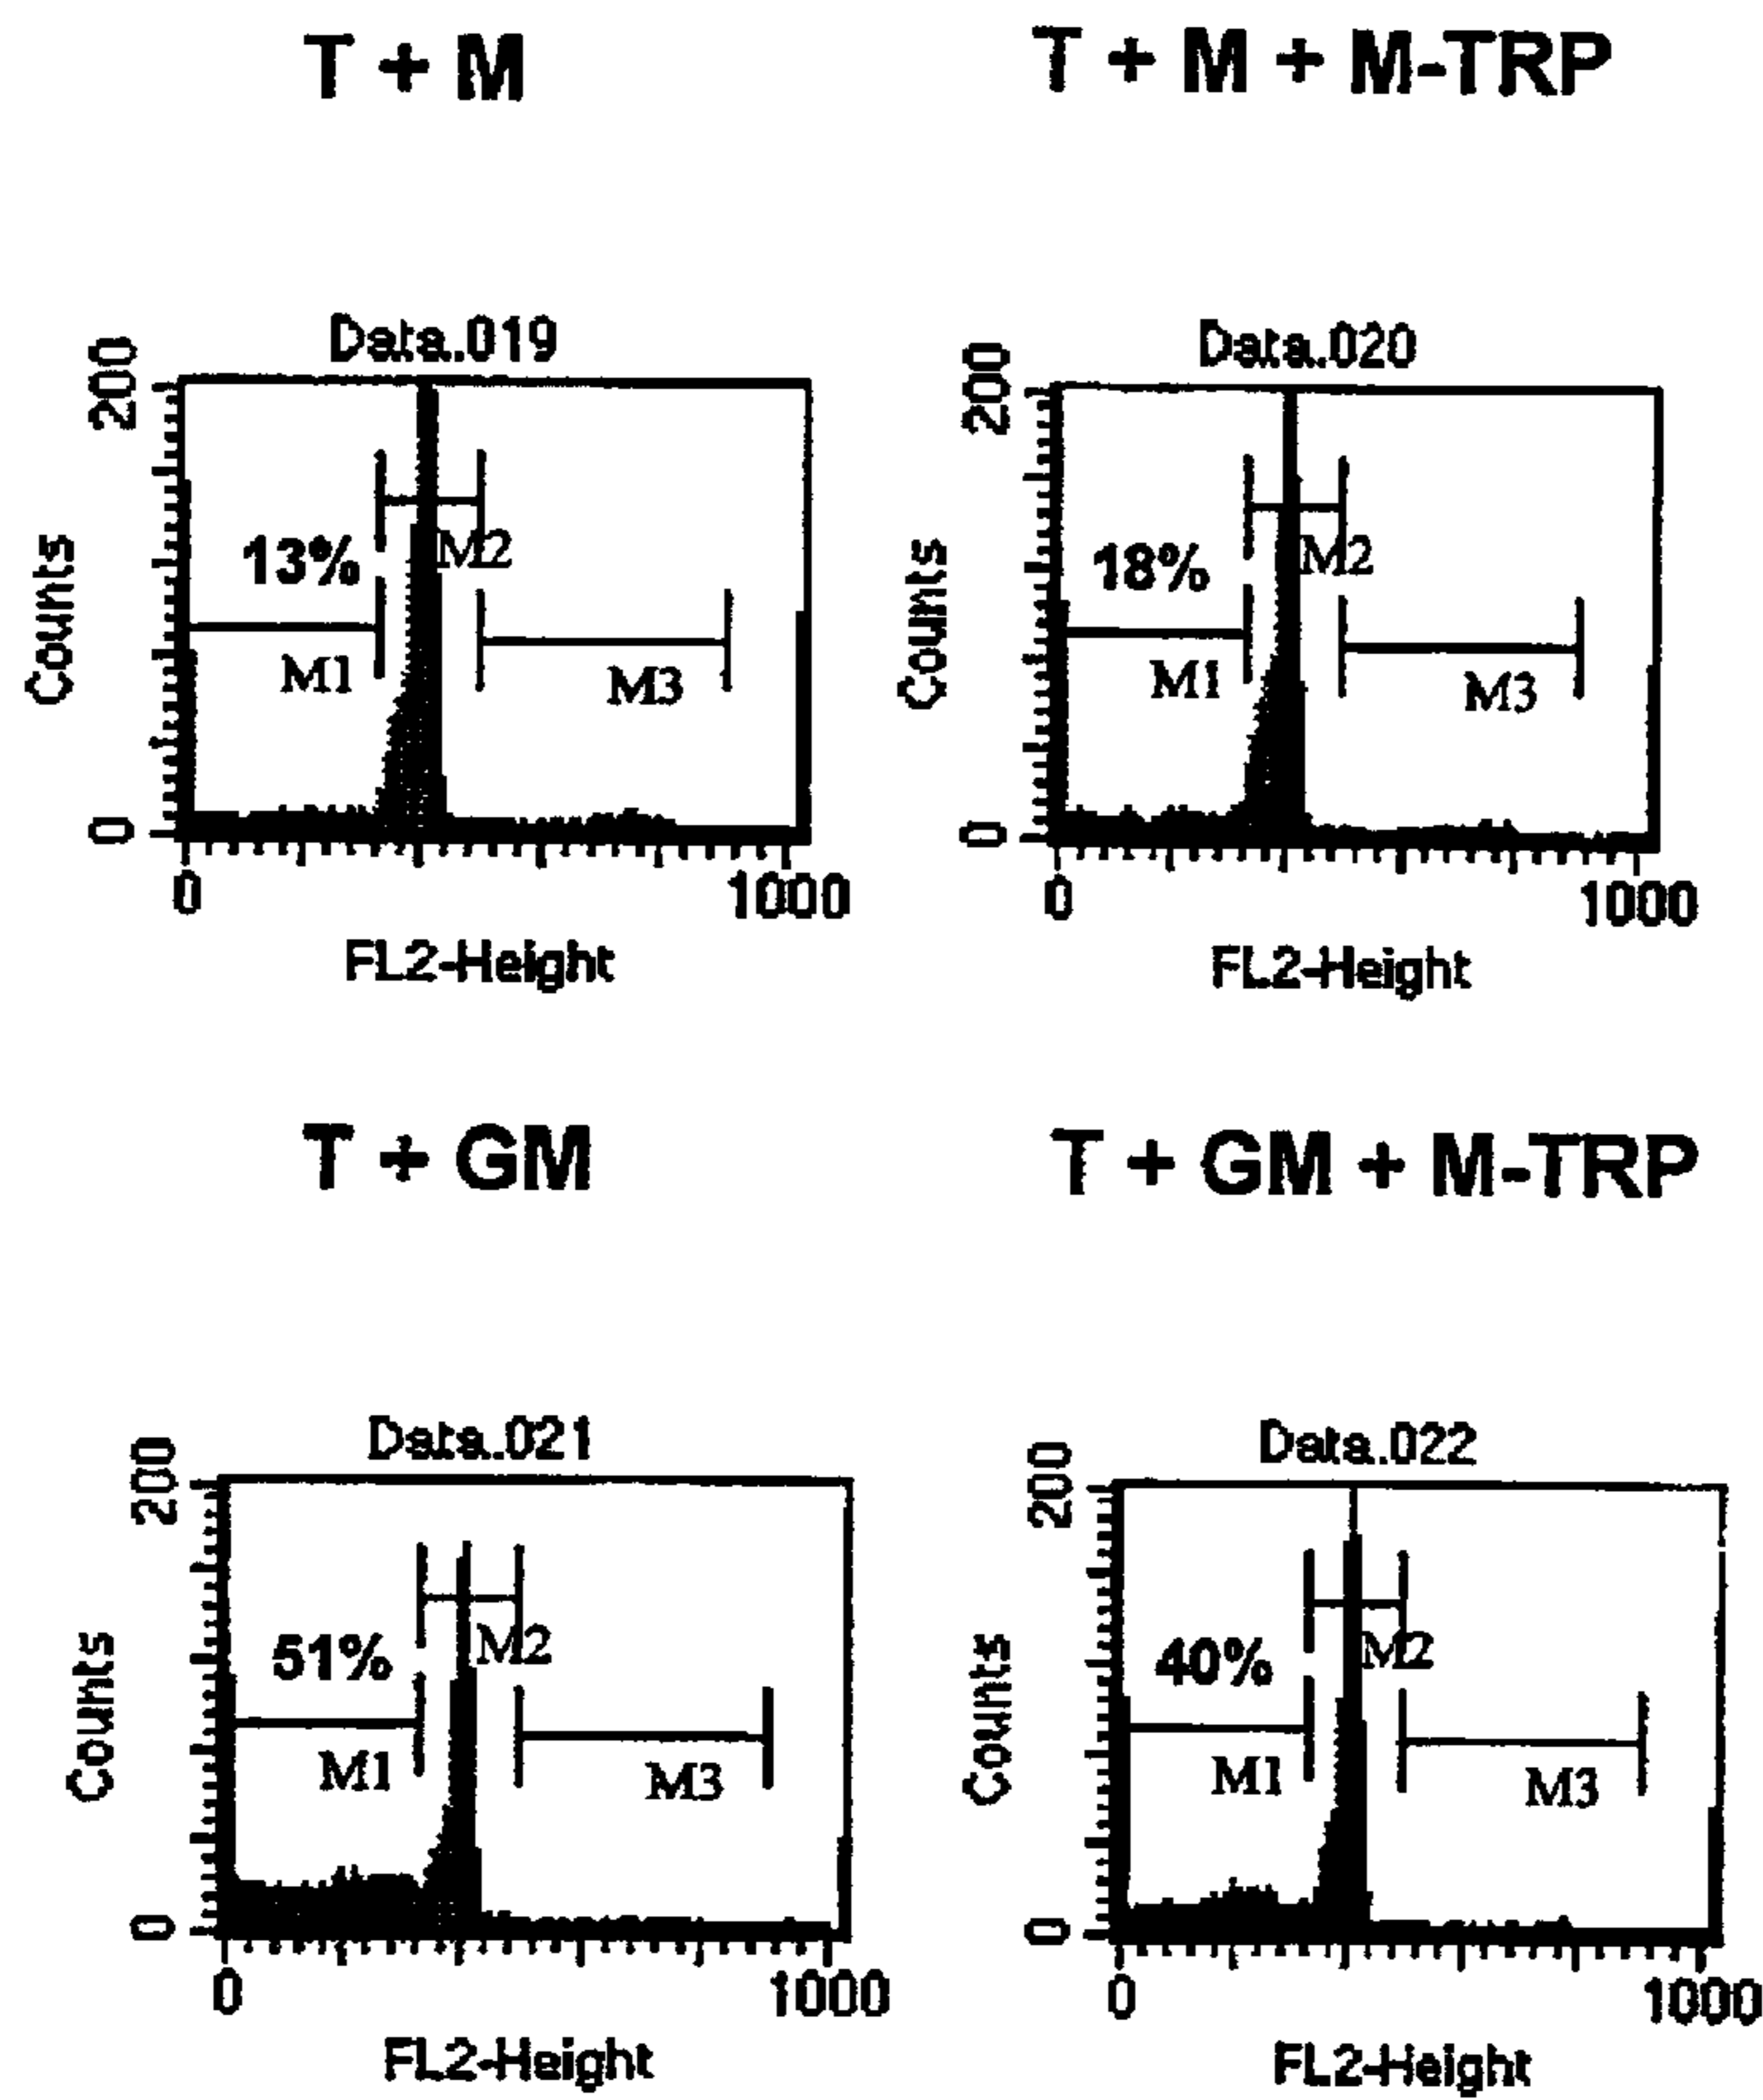 T + M
T + M + M-TRP
Data.019
200
Counts
13%
M1
M2
M3
0
0
1000
FL2-Height
Data.020
200
Counts
18%
M1
M2
M3
0
0
1000
FL2-Height
T + GM
T + GM + M-TRP
Data.021
200
Counts
51%
M1
M2
M3
0
0
1000
FL2-Height
Data.022
200
Counts
40%
M1
M2
M3
0
0
1000
FL2-Height